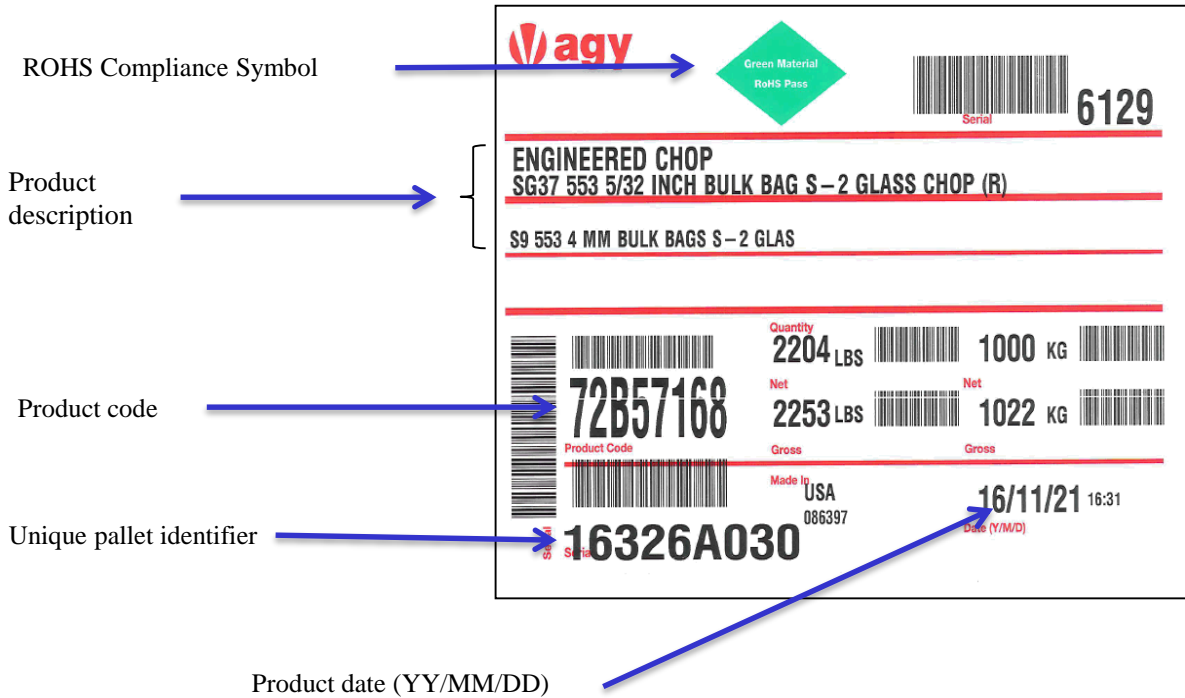 ROHS Compliance Symbol
agy
Green Material
RoHS Pass
Serial
6129
Product
description
ENGINEERED CHOP
SG37 553 5/32 INCH BULK BAG S-2 GLASS CHOP (R)
S9 553 4 MM BULK BAGS S-2 GLAS
Quantity
2204 LBS 1000 KG
Net Net
Product code
72B57168
2253 LBS 1022 KG
Product Code
Gross Gross
Made In
USA
086397
16/11/21 16:31
Date (Y/M/D)
Unique pallet identifier
Serial
Serial
16326A030
Product date (YY/MM/DD)